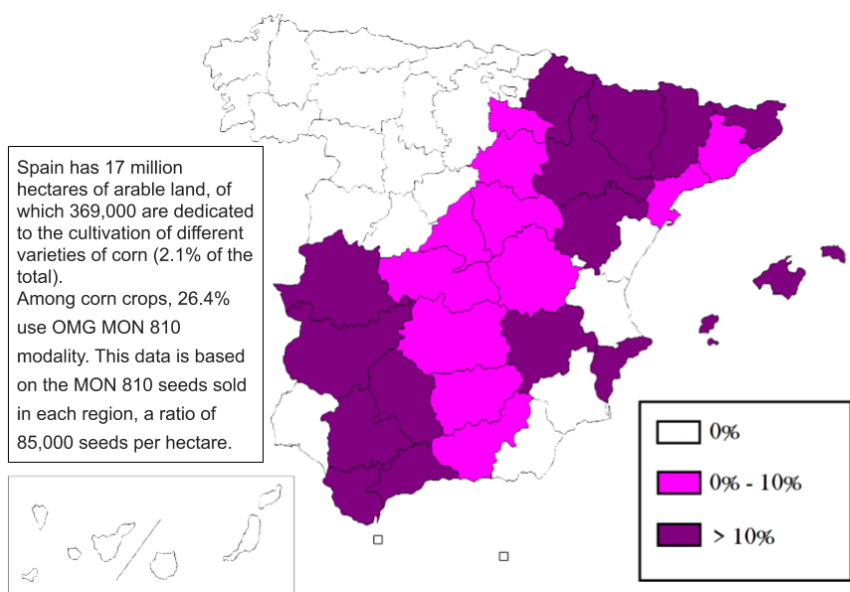 Spain has 17 million
hectares of arable land, of
which 369,000 are dedicated
to the cultivation of different
varieties of corn (2.1% of the
total).
Among corn crops, 26.4%
use OMG MON 810
modality. This data is based
on the MON 810 seeds sold
in each region, a ratio of
85,000 seeds per hectare.
0%
0% - 10%
> 10%